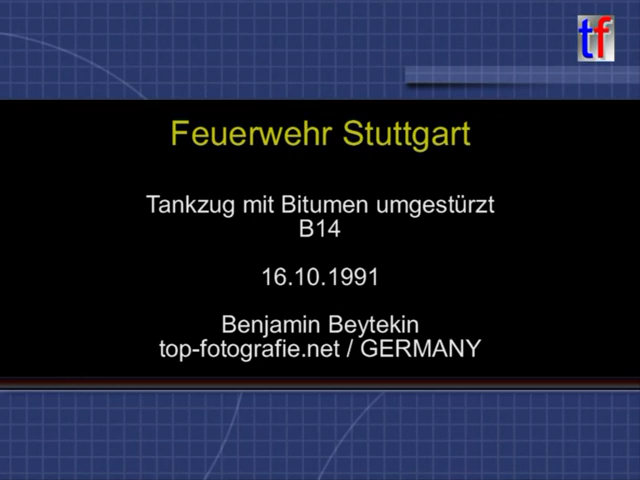 tf
Feuerwehr Stuttgart
Tankzug mit Bitumen umgestürzt
B14
16.10.1991
Benjamin Beytekin
top-fotografie.net / GERMANY